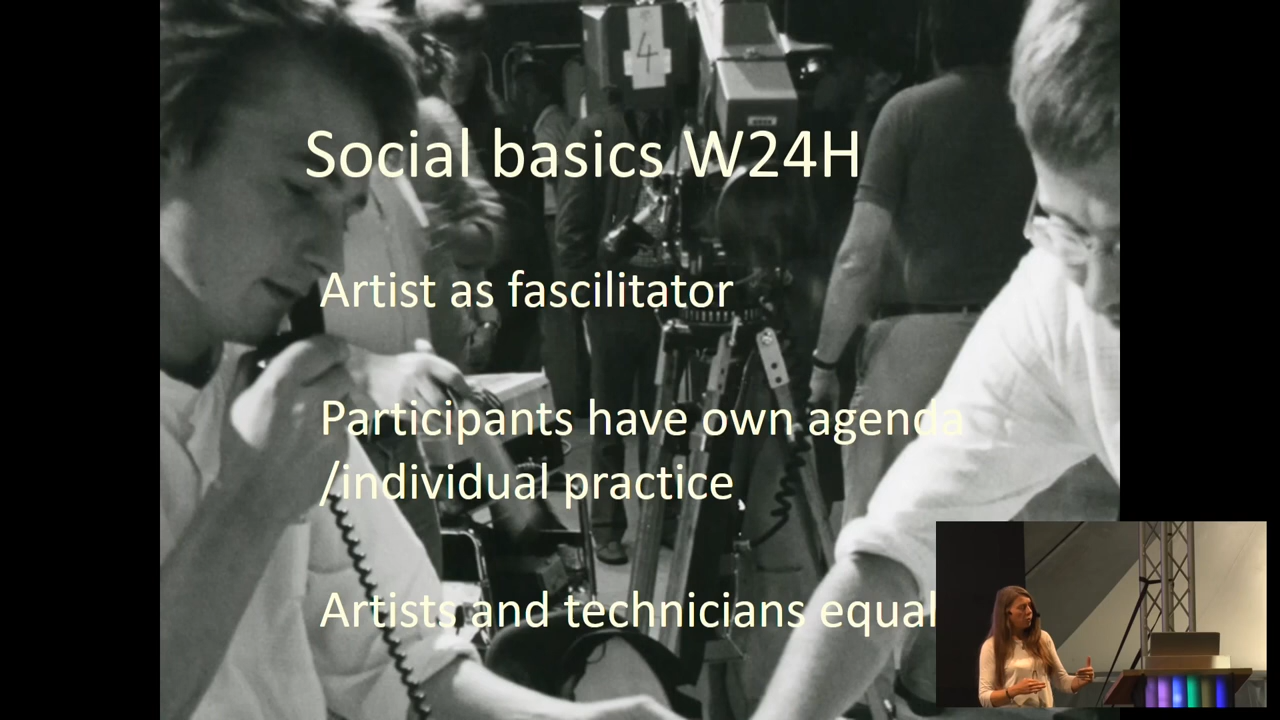 4
Social basics W24H
Artist as fascilitator
Participants have own agenda
/individual practice
Artists and technicians equal